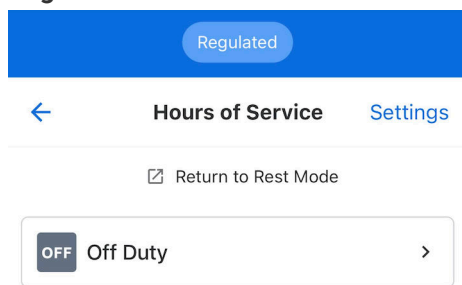 Regulated
Hours of Service Settings
Return to Rest Mode
OFF Off Duty